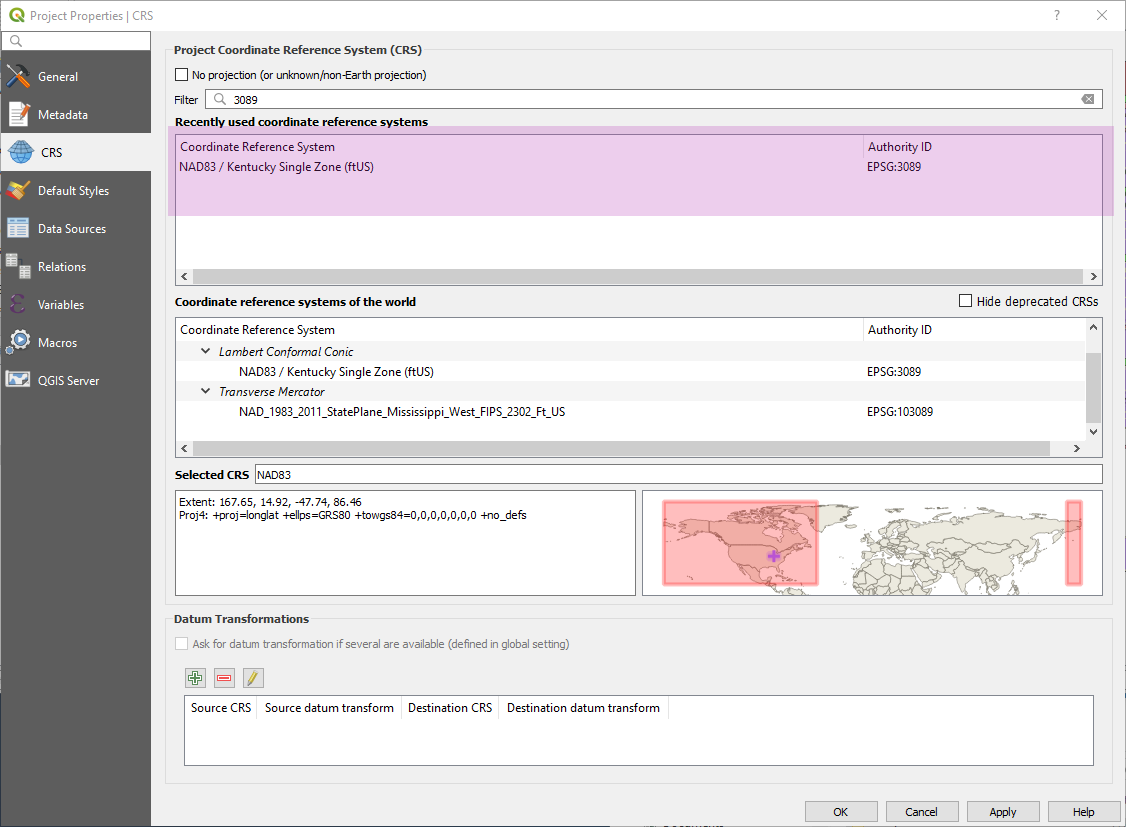 Project Properties | CRS
?
General
Metadata
CRS
Default Styles
Data Sources
Relations
Variables
Macros
QGIS Server
Project Coordinate Reference System (CRS)
No projection (or unknown/non-Earth projection)
Filter 3089
Recently used coordinate reference systems
Coordinate Reference System Authority ID
NAD83 / Kentucky Single Zone (ftUS) EPSG:3089
Coordinate reference systems of the world Hide deprecated CRSs
Coordinate Reference System Authority ID
Lambert Conformal Conic
NAD83 / Kentucky Single Zone (ftUS) EPSG:3089
Transverse Mercator
NAD_1983_2011_StatePlane_Mississippi_West_FIPS_2302_Ft_US EPSG:103089
Selected CRS NAD83
Extent: 167.65, 14.92, -47.74, 86.46
Proj4: +proj=longlat +ellps=GRS80 +towgs84=0,0,0,0,0,0,0 +no_defs
Datum Transformations
Ask for datum transformation if several are available (defined in global setting)
Source CRS Source datum transform Destination CRS Destination datum transform
OK Cancel Apply Help